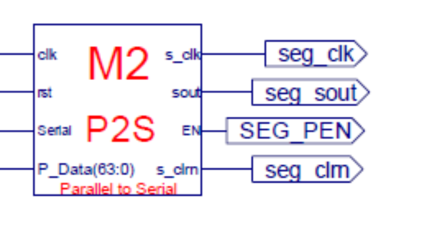 clk M2 s_clk seg_clk
rst sout seg_sout
Serial P2S EN SEG_PEN
P_Data(63:0) s_clrn seg_clrn
Parallel to Serial